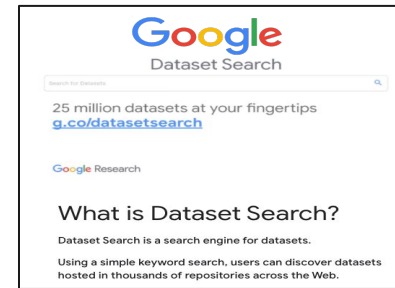 Google
Dataset Search
Search for Datasets
25 million datasets at your fingertips
g.co/datasetsearch
Google Research
What is Dataset Search?
Dataset Search is a search engine for datasets.
Using a simple keyword search, users can discover datasets
hosted in thousands of repositories across the Web.